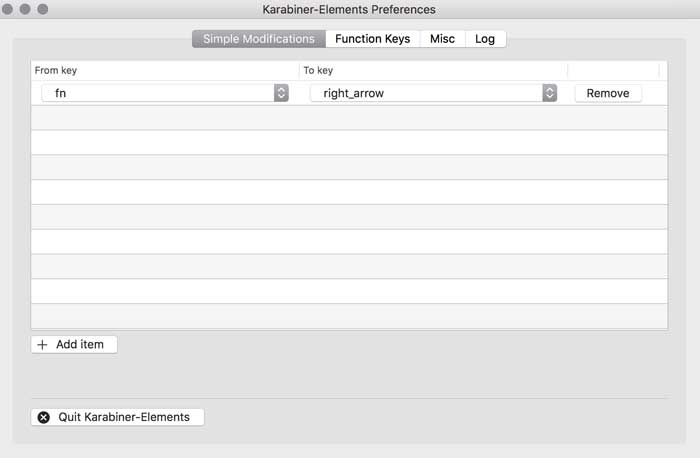 Karabiner-Elements Preferences
Simple Modifications Function Keys Misc Log
From key To key
fn right_arrow Remove
Add item
Quit Karabiner-Elements